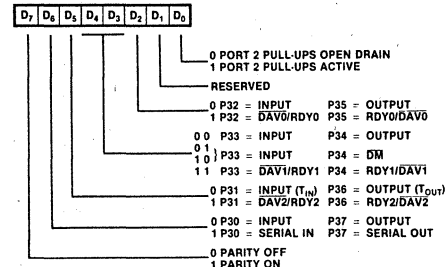 D7 D6 D5 D4 D3 D2 D1 D0
0 PORT 2 PULL-UPS OPEN DRAIN
1 PORT 2 PULL-UPS ACTIVE
RESERVED
0 P32 = INPUT P35 = OUTPUT
1 P32 = DAV0/RDY0 P35 = RDY0/DAV0
0 0 P33 = INPUT P34 = OUTPUT
0 1
1 0 } P33 = INPUT P34 = DM
1 1 P33 = DAV1/RDY1 P34 = RDY1/DAV1
0 P31 = INPUT (TIN) P36 = OUTPUT (TOUT)
1 P31 = DAV2/RDY2 P36 = RDY2/DAV2
0 P30 = INPUT P37 = OUTPUT
1 P30 = SERIAL IN P37 = SERIAL OUT
0 PARITY OFF
1 PARITY ON